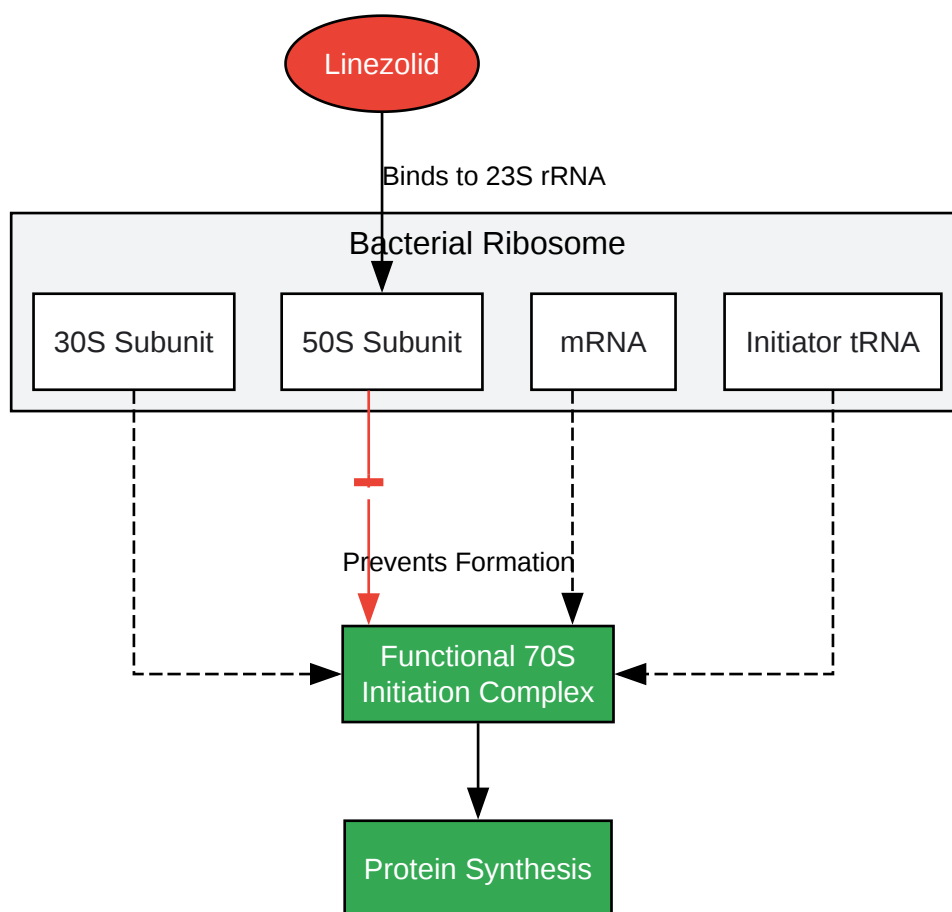 Linezolid
Binds to 23S rRNA
Bacterial Ribosome
30S Subunit
50S Subunit
mRNA
Initiator tRNA
Prevents Formation
Functional 70S
Initiation Complex
Protein Synthesis